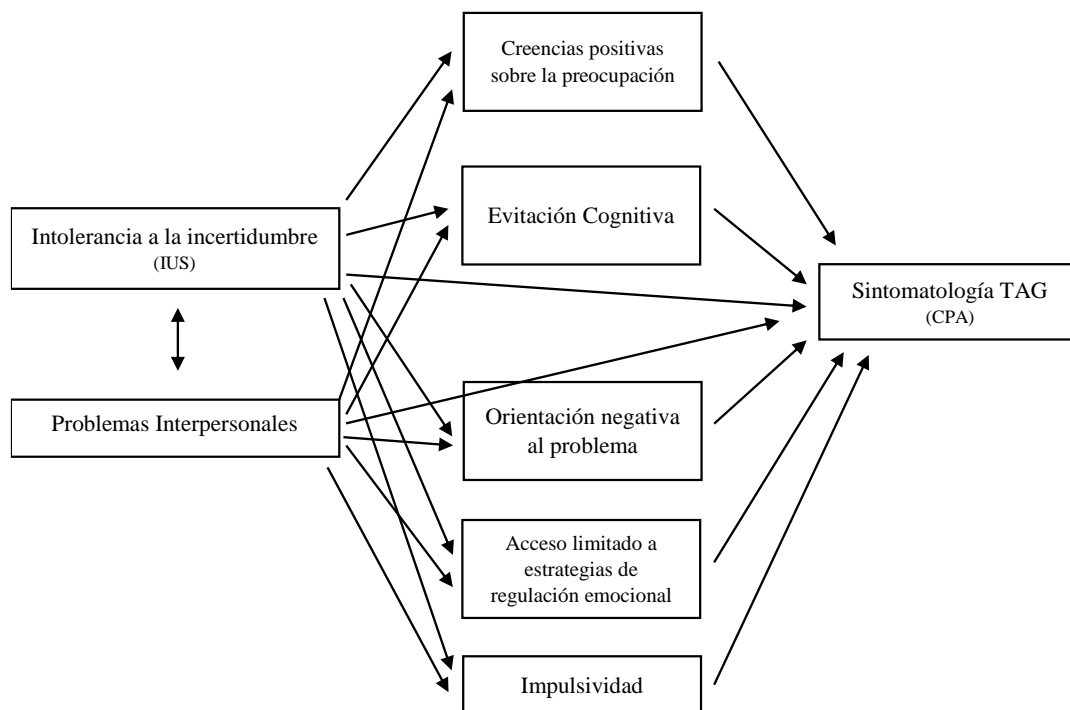 Creencias positivas
sobre la preocupación
Evitación Cognitiva
Intolerancia a la incertidumbre
(IUS)
Sintomatología TAG
(CPA)
Problemas Interpersonales
Orientación negativa
al problema
Acceso limitado a
estrategias de
regulación emocional
Impulsividad